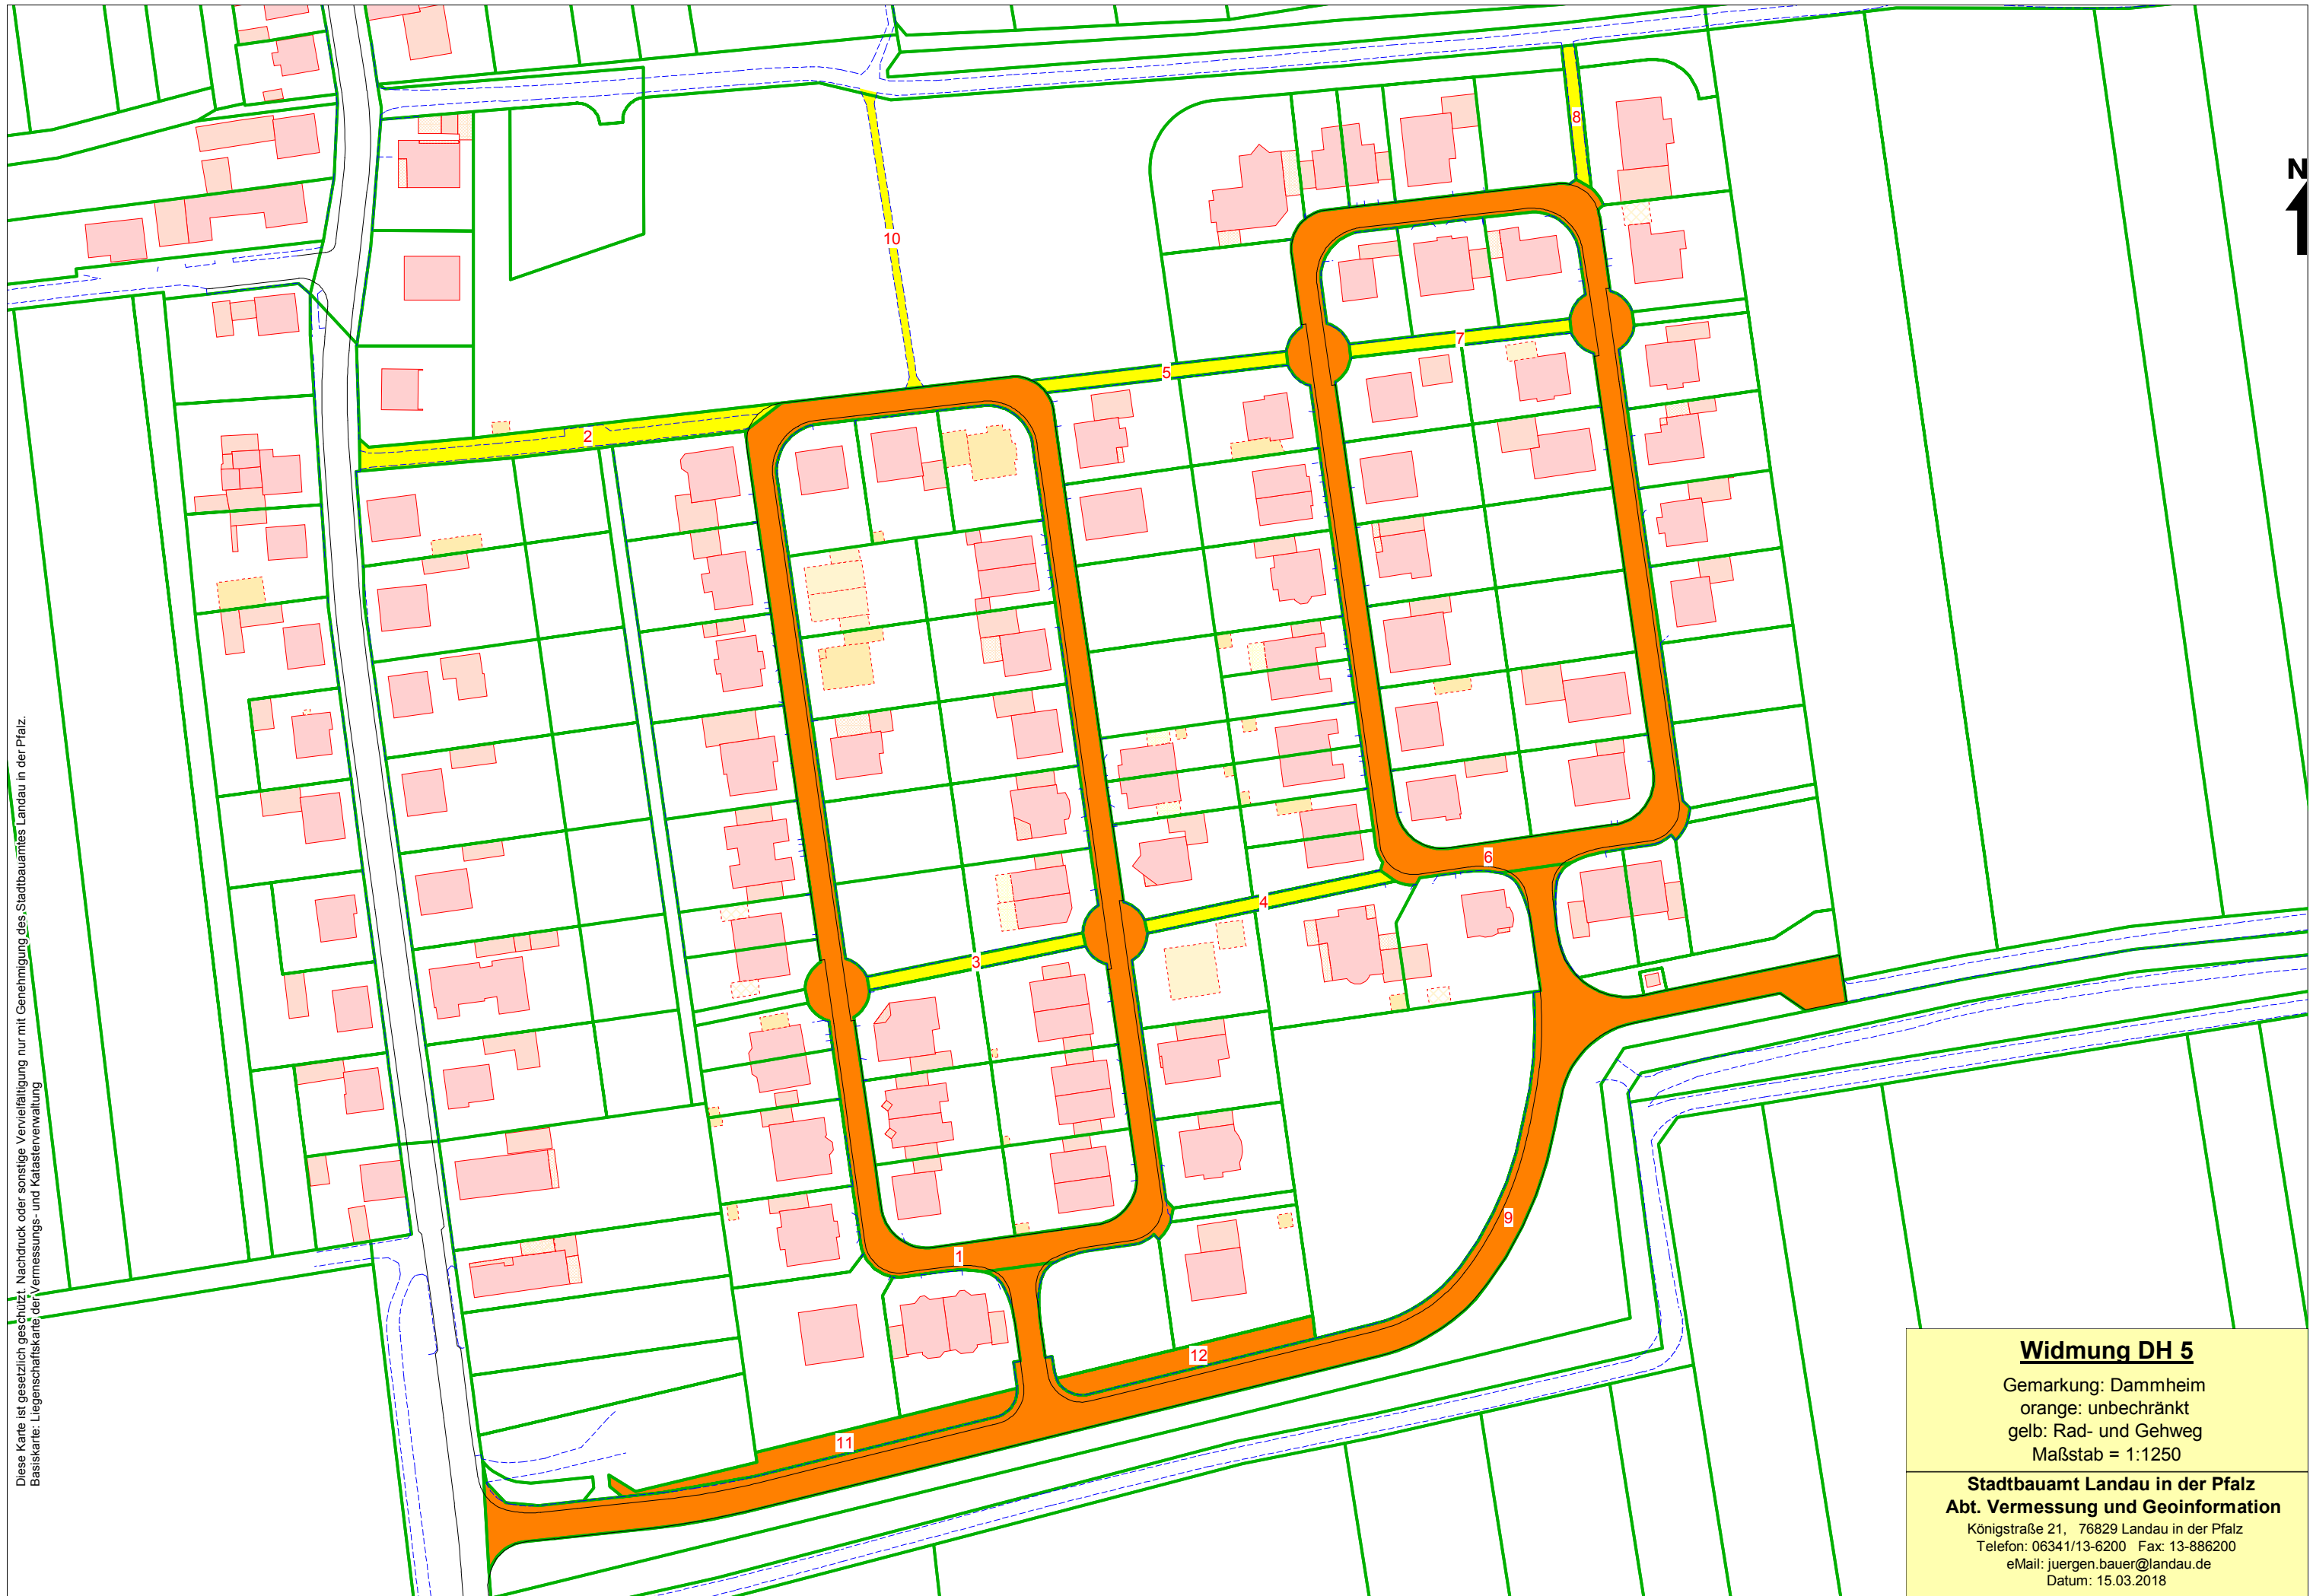 8
N
10
7
5
2
6
4
3
9
1
12
11
Diese Karte ist gesetzlich geschützt. Nachdruck oder sonstige Vervielfältigung nur mit Genehmigung des Stadtbauamtes Landau in der Pfalz.
Basiskarte: Liegenschaftskarte der Vermessungs- und Katasterverwaltung
Widmung DH 5
Gemarkung: Dammheim
orange: unbechränkt
gelb: Rad- und Gehweg
Maßstab = 1:1250
Stadtbauamt Landau in der Pfalz
Abt. Vermessung und Geoinformation
Königstraße 21, 76829 Landau in der Pfalz
Telefon: 06341/13-6200 Fax: 13-886200
eMail: juergen.bauer@landau.de
Datum: 15.03.2018